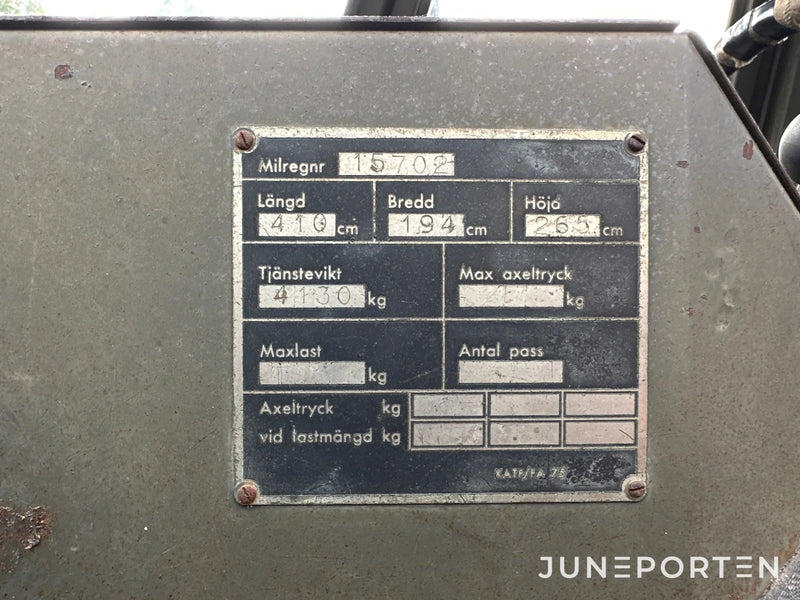 Milregnr 15702
Längd Bredd Höjd
410 cm 194 cm 265 cm
Tjänstevikt Max axeltryck
4130 kg kg
Maxlast Antal pass
kg
Axeltryck kg
vid lastmängd kg
KATF/FA 75
JUNEPORTEN